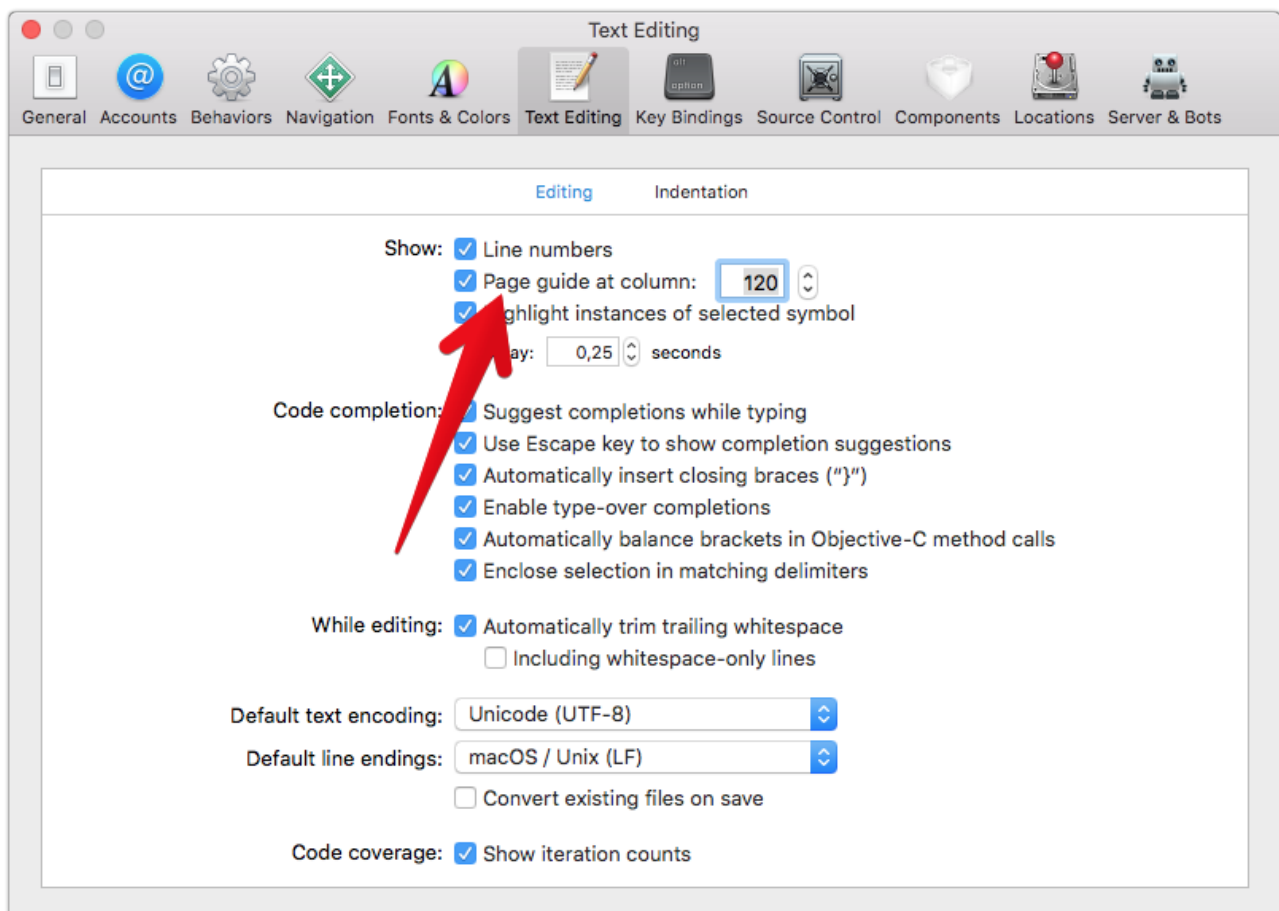 Text Editing
alt
option
General Accounts Behaviors Navigation Fonts & Colors Text Editing Key Bindings Source Control Components Locations Server & Bots
Editing Indentation
Show: Line numbers
Page guide at column: 120
ghlight instances of selected symbol
ay: 0,25 seconds
Code completion: Suggest completions while typing
Use Escape key to show completion suggestions
Automatically insert closing braces (“}”)
Enable type-over completions
Automatically balance brackets in Objective-C method calls
Enclose selection in matching delimiters
While editing: Automatically trim trailing whitespace
Including whitespace-only lines
Default text encoding: Unicode (UTF-8)
Default line endings: macOS / Unix (LF)
Convert existing files on save
Code coverage: Show iteration counts